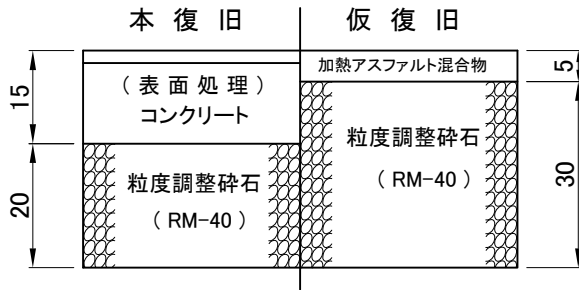 本復旧
仮復旧
加熱アスファルト混合物
5
15
（表面処理）
コンクリート
粒度調整砕石
（RM-40）
30
20
粒度調整砕石
（RM-40）